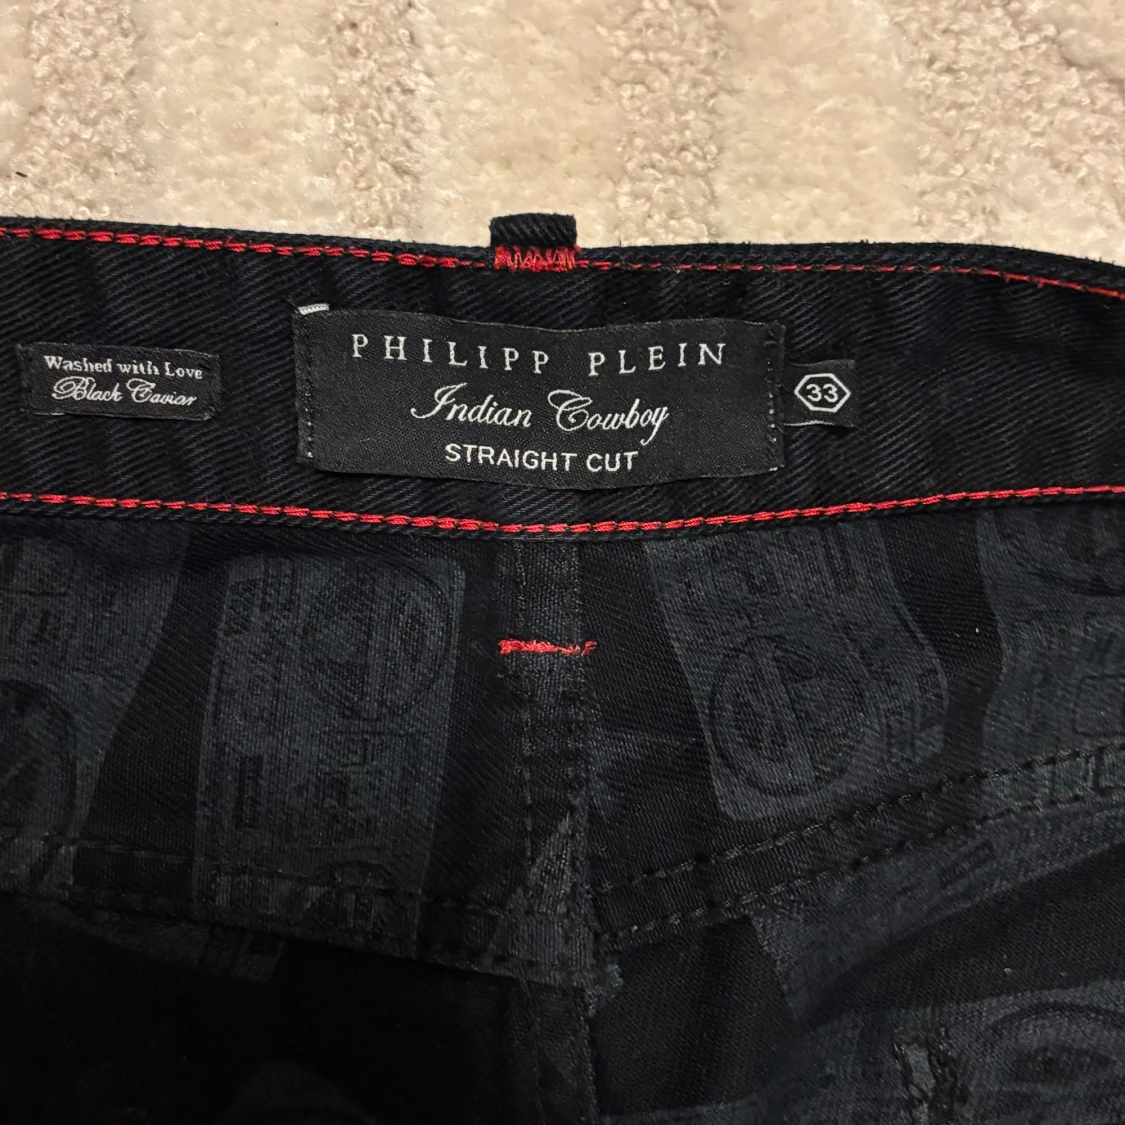 Washed with Love
Black Caviar
PHILIPP PLEIN
Indian Cowboy
STRAIGHT CUT
33